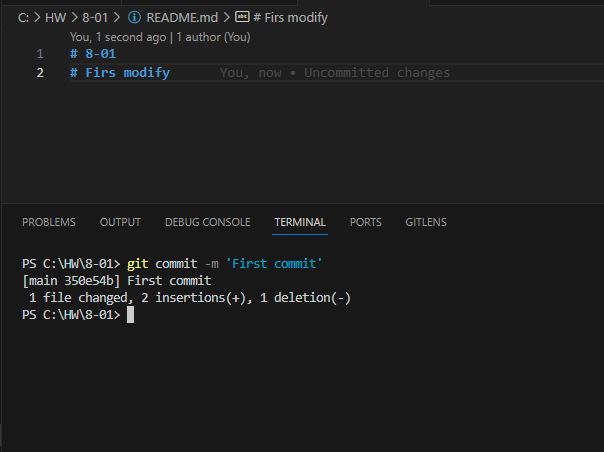 C: > HW > 8-01 > README.md > # Firs modify
You, 1 second ago | 1 author (You)
1 # 8-01
2 # Firs modify You, now • Uncommitted changes
PROBLEMS OUTPUT DEBUG CONSOLE TERMINAL PORTS GITLENS
PS C:\HW\8-01> git commit -m 'First commit'
[main 350e54b] First commit
1 file changed, 2 insertions(+), 1 deletion(-)
PS C:\HW\8-01>